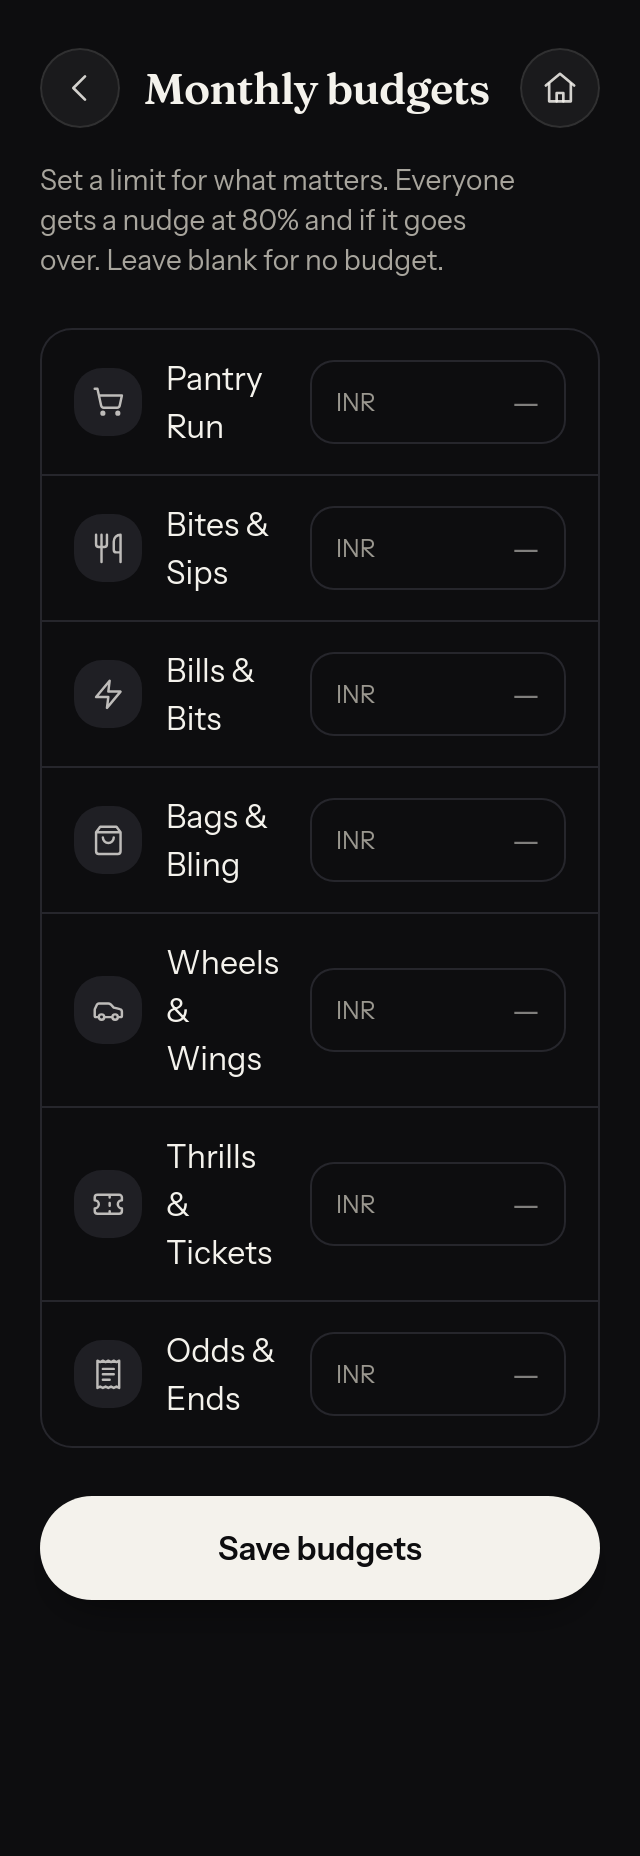 Monthly budgets
Set a limit for what matters. Everyone
gets a nudge at 80% and if it goes
over. Leave blank for no budget.
Pantry
Run
INR —
Bites &
Sips
INR —
Bills &
Bits
INR —
Bags &
Bling
INR —
Wheels
&
Wings
INR —
Thrills
&
Tickets
INR —
Odds &
Ends
INR —
Save budgets